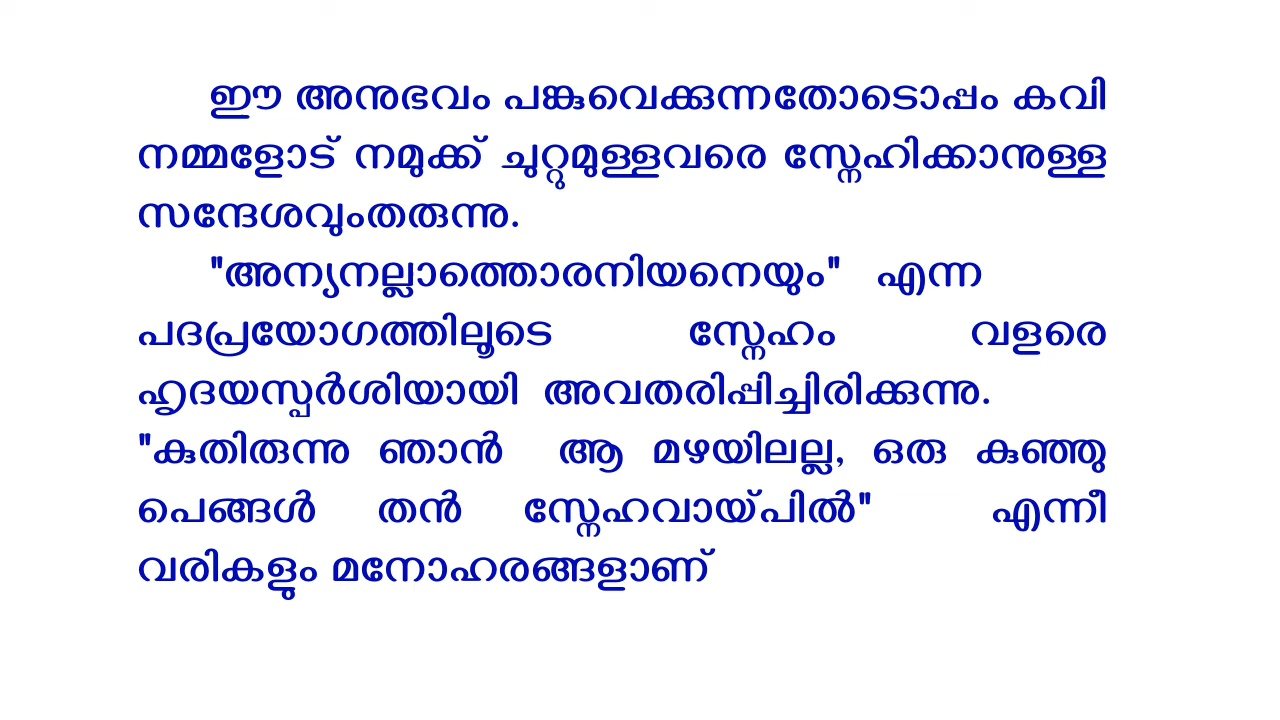 ഈ അനുഭവം പങ്കുവെക്കുന്നതോടൊപ്പം കവി
നമ്മളോട് നമുക്ക് ചുറ്റുമുള്ളവരെ സ്നേഹിക്കാനുള്ള
സന്ദേശവുംതരുന്നു.
"അന്യനല്ലാത്തൊരനിയനെയും" എന്ന
പദപ്രയോഗത്തിലൂടെ സ്നേഹം വളരെ
ഹൃദയസ്പർശിയായി അവതരിപ്പിച്ചിരിക്കുന്നു.
"കുതിരുന്നു ഞാൻ ആ മഴയിലല്ല, ഒരു കുഞ്ഞു
പെങ്ങൾ തൻ സ്നേഹവായ്പിൽ" എന്നീ
വരികളും മനോഹരങ്ങളാണ്